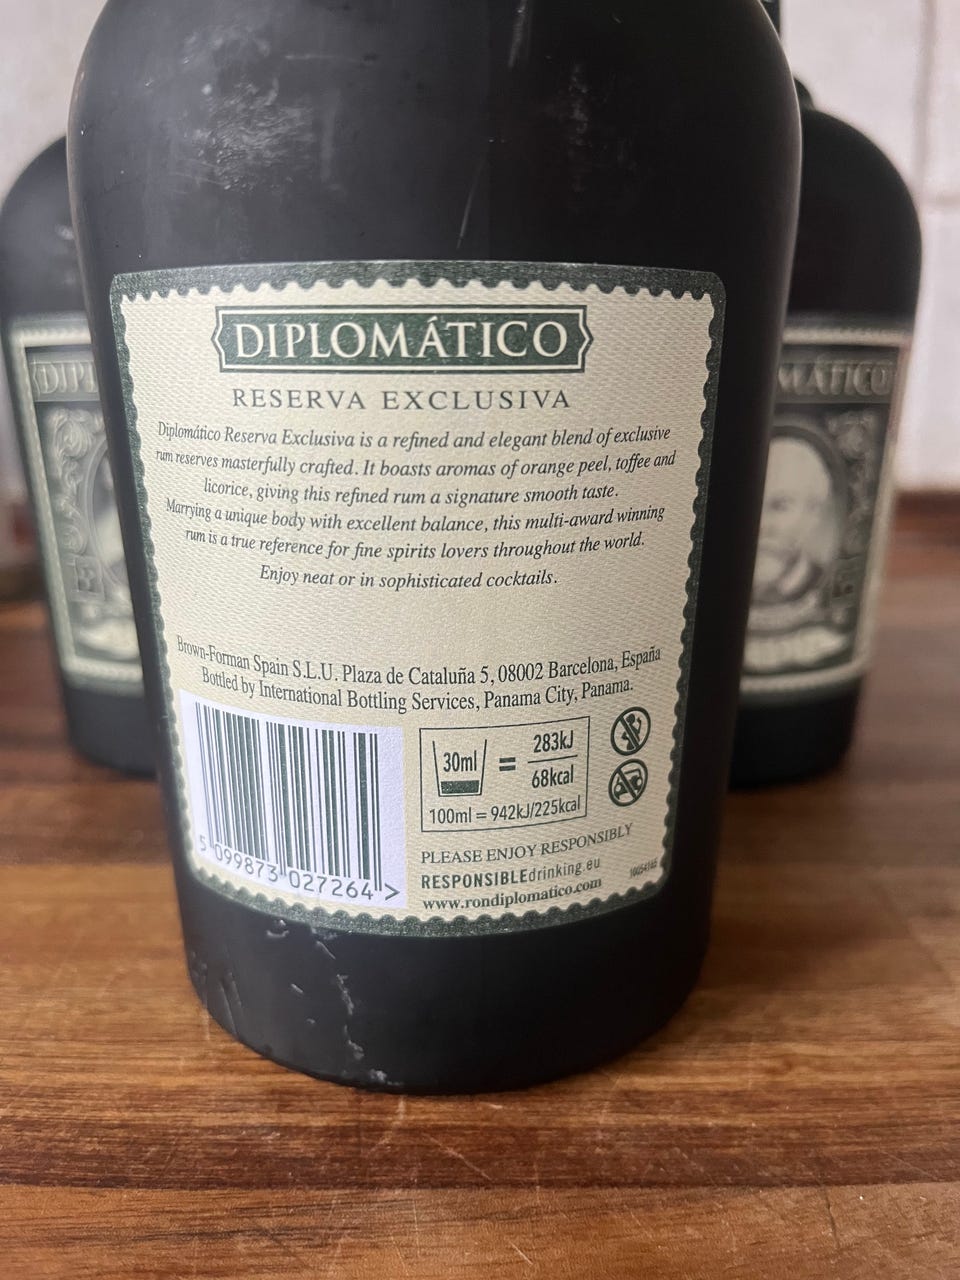 DIPLOMÁTICO
RESERVA EXCLUSIVA
Diplomático Reserva Exclusiva is a refined and elegant blend of exclusive
rum reserves masterfully crafted. It boasts aromas of orange peel, toffee and
licorice, giving this refined rum a signature smooth taste.
Marrying a unique body with excellent balance, this multi-award winning
rum is a true reference for fine spirits lovers throughout the world.
Enjoy neat or in sophisticated cocktails.
Brown-Forman Spain S.L.U. Plaza de Cataluña 5, 08002 Barcelona, España
Bottled by International Bottling Services, Panama City, Panama.
30ml = 283kJ
68kcal
100ml = 942kJ/225kcal
5 099873 027264 >
PLEASE ENJOY RESPONSIBLY
RESPONSIBLEdrinking.eu
www.rondiplomatico.com
DIPL
MÁTICO